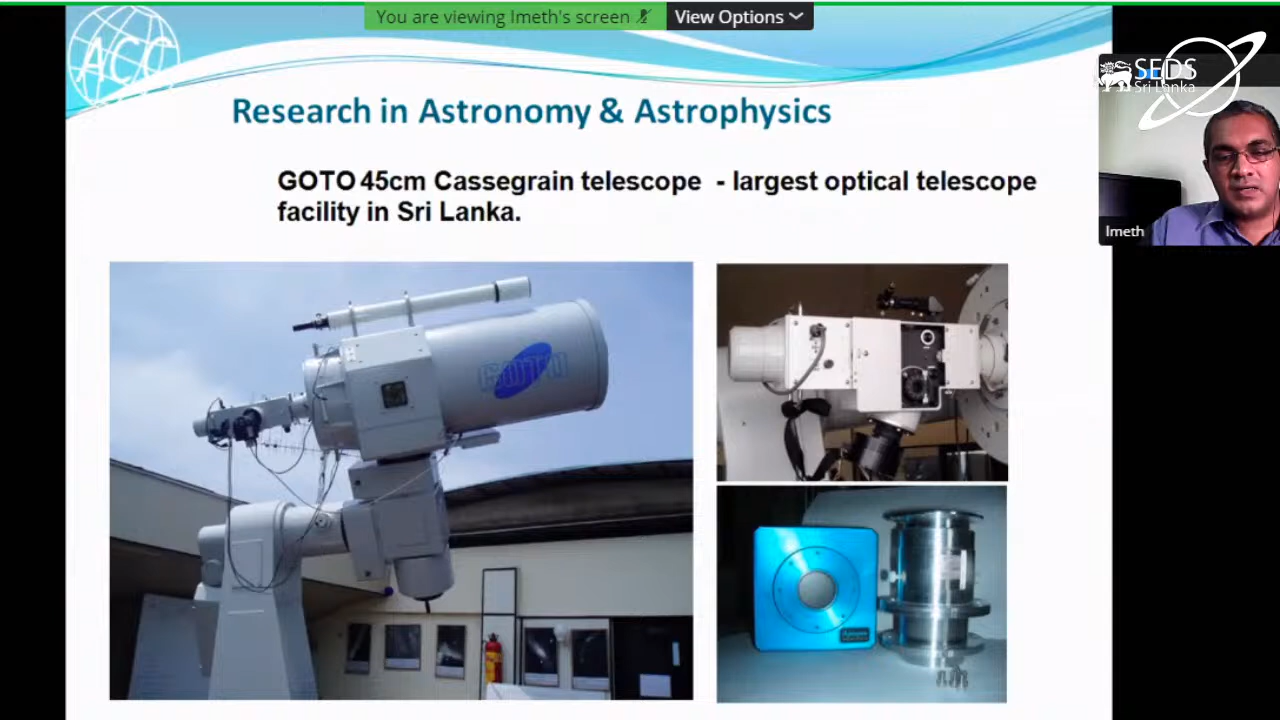 You are viewing Imeth's screen
View Options
ACC
SEDS
Sri Lanka
Research in Astronomy & Astrophysics
GOTO 45cm Cassegrain telescope - largest optical telescope
facility in Sri Lanka.
Imeth
GOTO